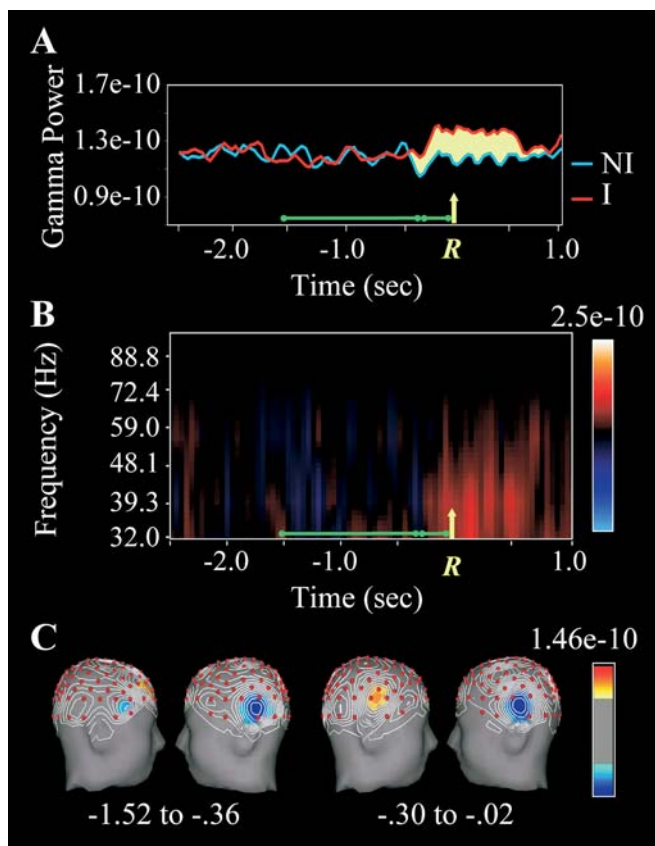 A
Gamma Power
1.7e-10
1.3e-10
0.9e-10
NI
I
-2.0 -1.0 R 1.0
Time (sec)
B
2.5e-10
Frequency (Hz)
88.8
72.4
59.0
48.1
39.3
32.0
-2.0 -1.0 R 1.0
Time (sec)
C
1.46e-10
-1.52 to -.36 -.30 to -.02